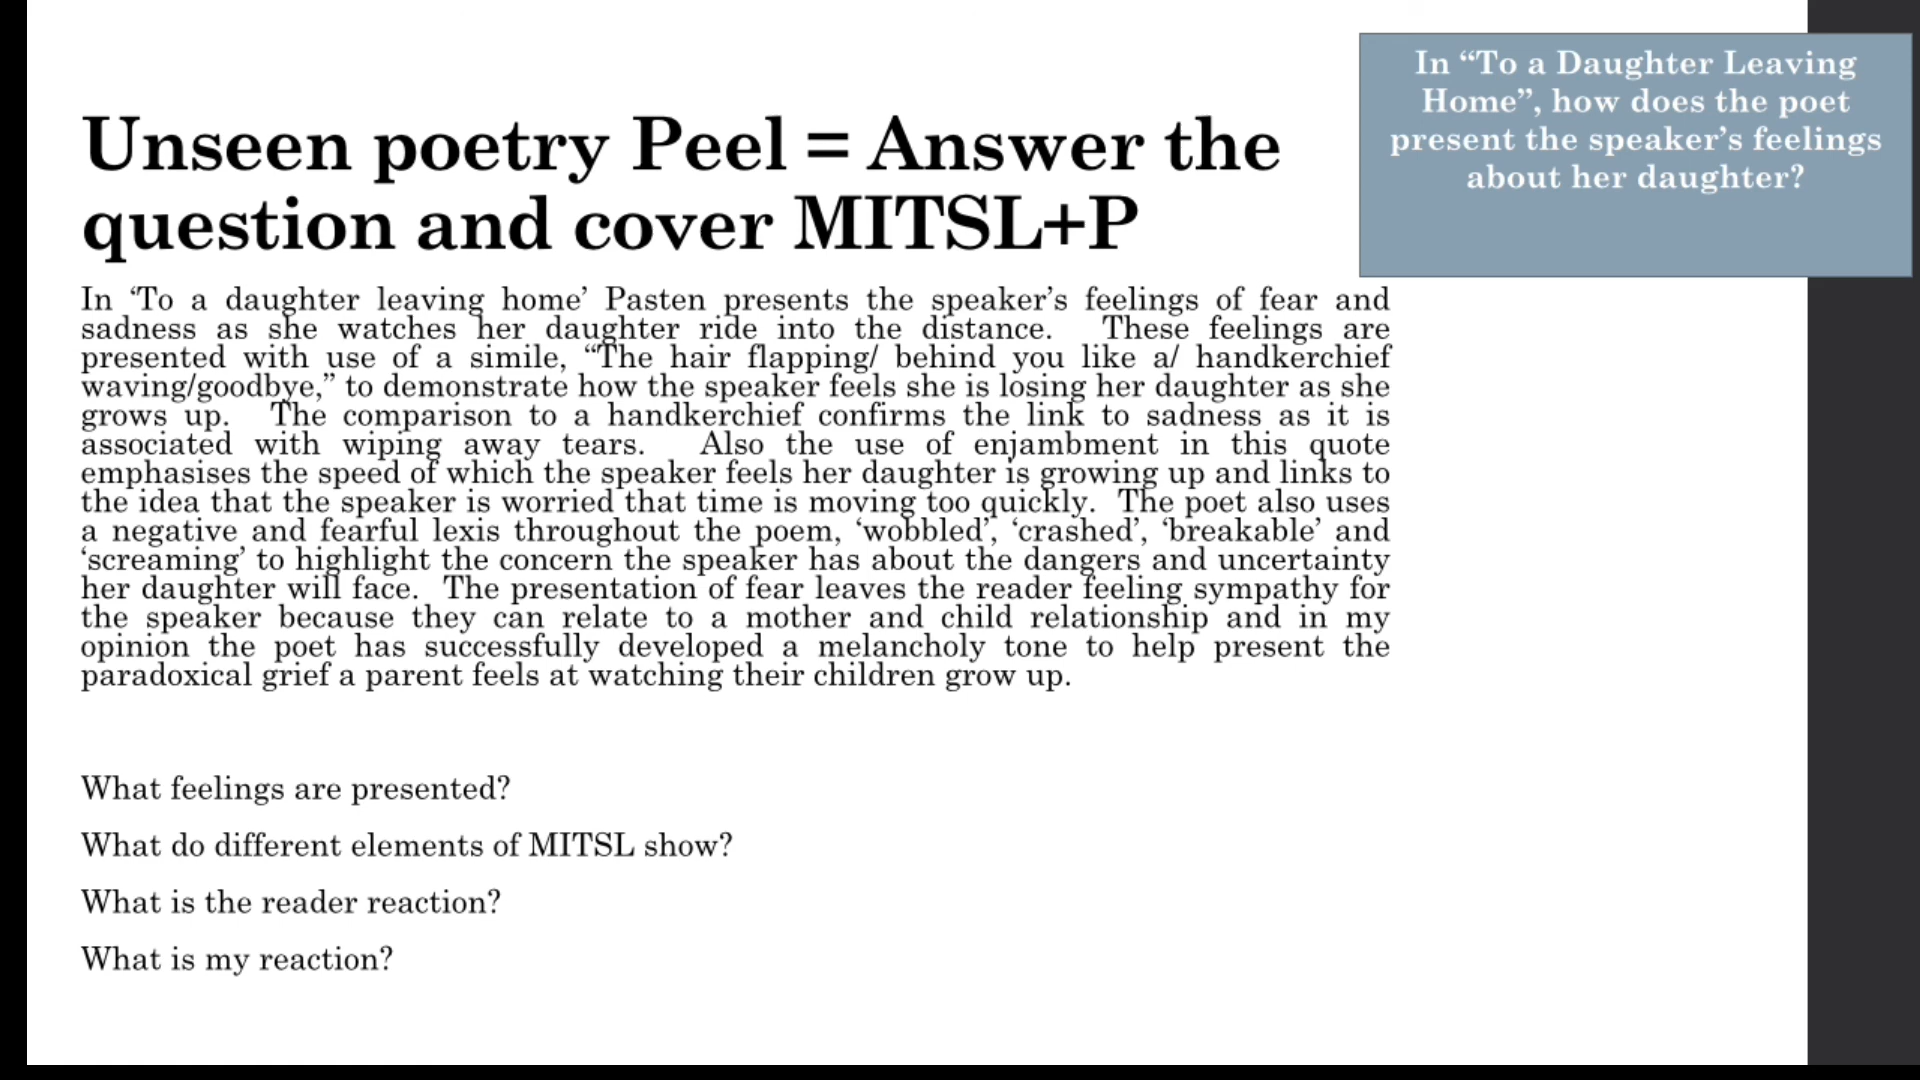 In “To a Daughter Leaving
Home”, how does the poet
present the speaker’s feelings
about her daughter?
Unseen poetry Peel = Answer the
question and cover MITSL+P
In ‘To a daughter leaving home’ Pasten presents the speaker’s feelings of fear and
sadness as she watches her daughter ride into the distance. These feelings are
presented with use of a simile, “The hair flapping/ behind you like a/ handkerchief
waving/goodbye,” to demonstrate how the speaker feels she is losing her daughter as she
grows up. The comparison to a handkerchief confirms the link to sadness as it is
associated with wiping away tears. Also the use of enjambment in this quote
emphasises the speed of which the speaker feels her daughter is growing up and links to
the idea that the speaker is worried that time is moving too quickly. The poet also uses
a negative and fearful lexis throughout the poem, ‘wobbled’, ‘crashed’, ‘breakable’ and
‘screaming’ to highlight the concern the speaker has about the dangers and uncertainty
her daughter will face. The presentation of fear leaves the reader feeling sympathy for
the speaker because they can relate to a mother and child relationship and in my
opinion the poet has successfully developed a melancholy tone to help present the
paradoxical grief a parent feels at watching their children grow up.
What feelings are presented?
What do different elements of MITSL show?
What is the reader reaction?
What is my reaction?